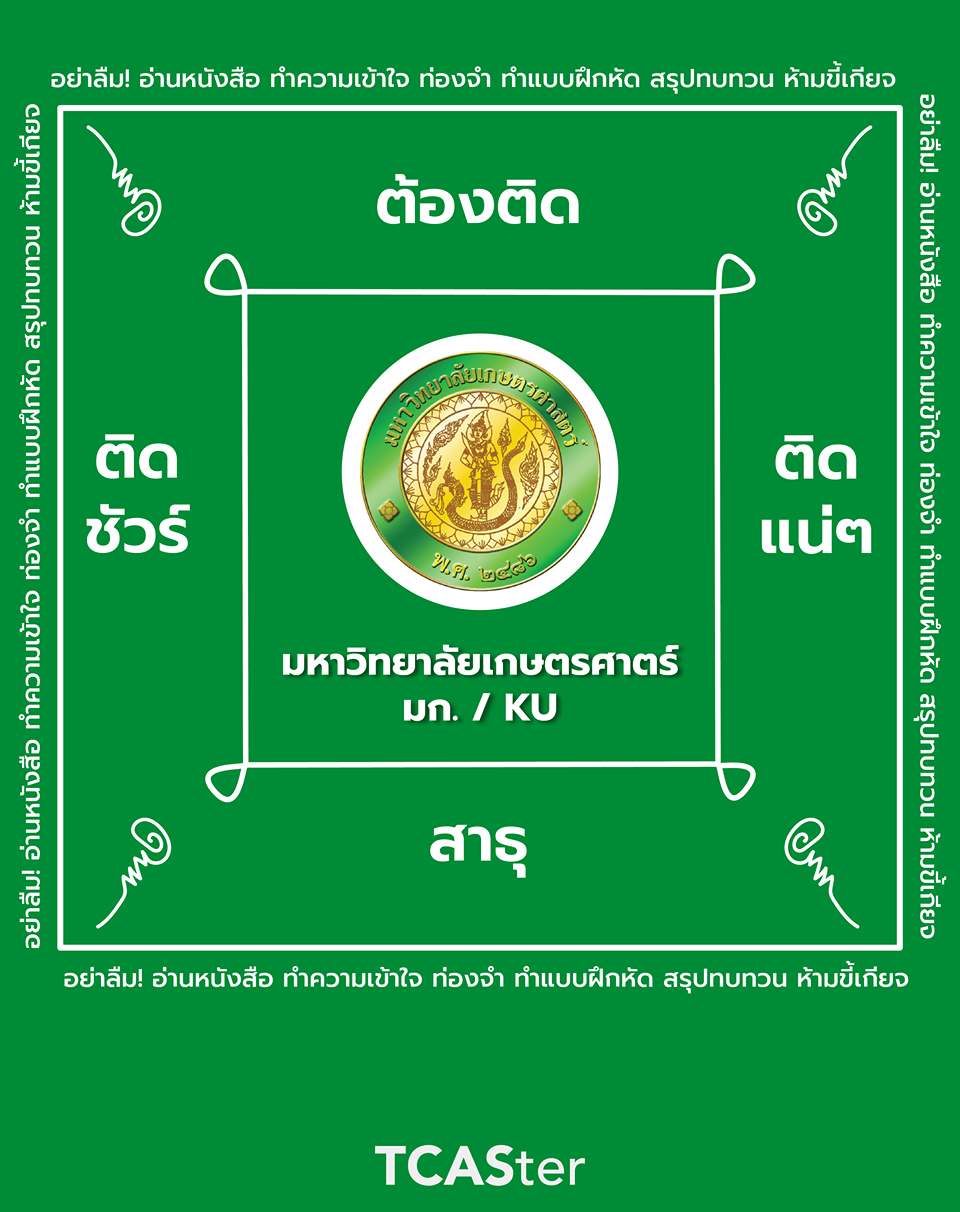 อย่าลืม! อ่านหนังสือ ทำความเข้าใจ ท่องจำ ทำแบบฝึกหัด สรุปทบทวน ห้ามขี้เกียจ
อย่าลืม! อ่านหนังสือ ทำความเข้าใจ ท่องจำ ทำแบบฝึกหัด สรุปทบทวน ห้ามขี้เกียจ
อย่าลืม! อ่านหนังสือ ทำความเข้าใจ ท่องจำ ทำแบบฝึกหัด สรุปทบทวน ห้ามขี้เกียจ
ต้องติด
ติด
ชัวร์
มหาวิทยาลัยเกษตรศาสตร์
พ.ศ. ๒๔๘๖
ติด
แน่ๆ
มหาวิทยาลัยเกษตรศาตร์
มก. / KU
สาธุ
อย่าลืม! อ่านหนังสือ ทำความเข้าใจ ท่องจำ ทำแบบฝึกหัด สรุปทบทวน ห้ามขี้เกียจ
TCASter